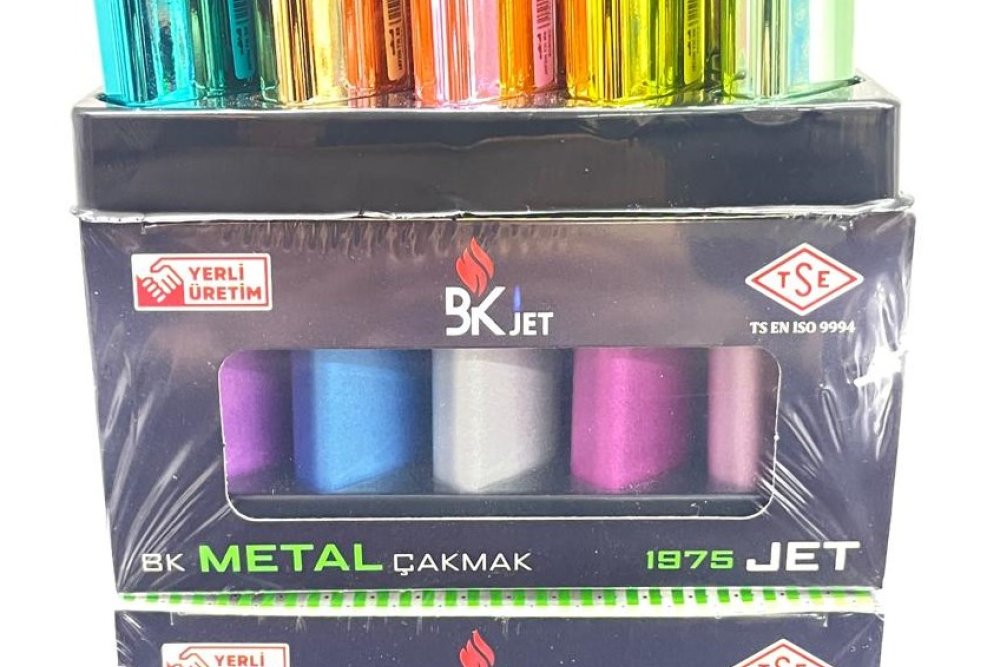 YERLİ
ÜRETİM
BK JET
TSE
TS EN ISO 9994
BK METAL ÇAKMAK
1975 JET
YERLİ